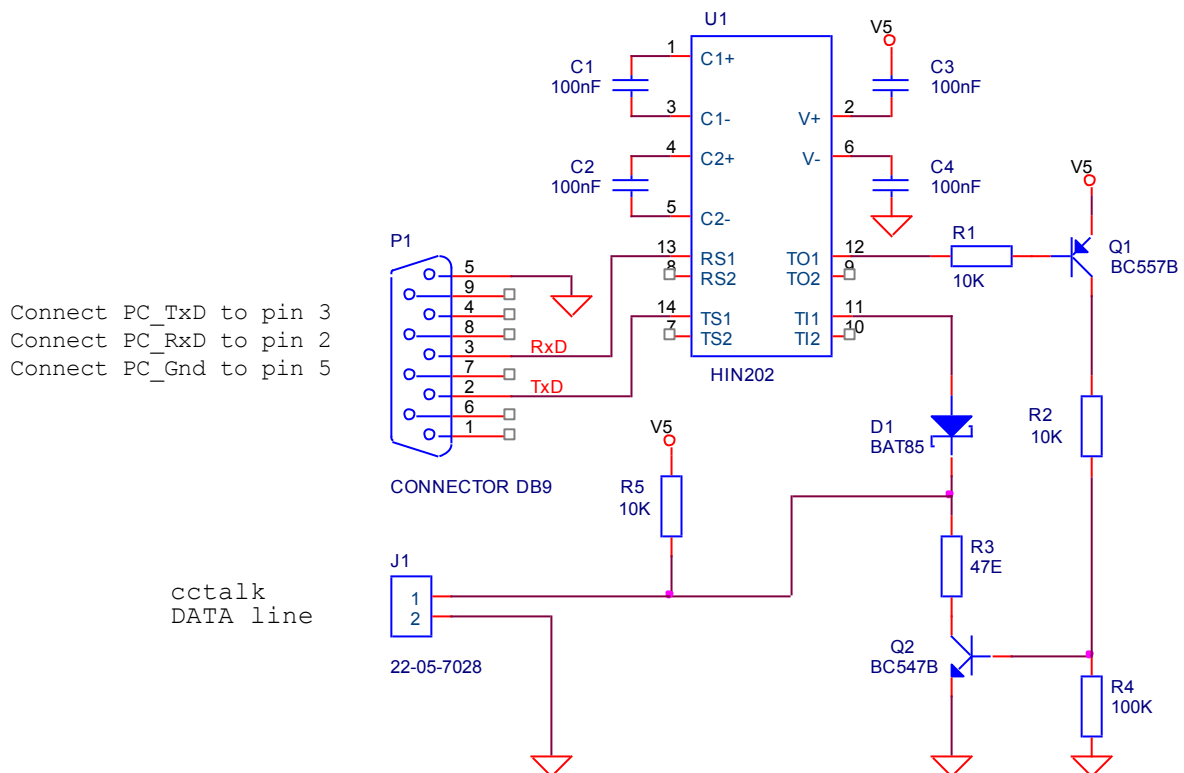 U1
HIN202
1
C1+
3
C1-
4
C2+
5
C2-
13
RS1
8
RS2
14
TS1
7
TS2
2
V+
6
V-
12
TO1
9
TO2
11
TI1
10
TI2
C1
100nF
C2
100nF
V5
C3
100nF
C4
100nF
V5
R1
10K
Q1
BC557B
P1
5
9
4
8
3
7
2
6
1
RxD
TxD
CONNECTOR DB9
Connect PC_TxD to pin 3
Connect PC_RxD to pin 2
Connect PC_Gnd to pin 5
D1
BAT85
R2
10K
V5
R5
10K
R3
47E
J1
1
2
22-05-7028
cctalk
DATA line
Q2
BC547B
R4
100K